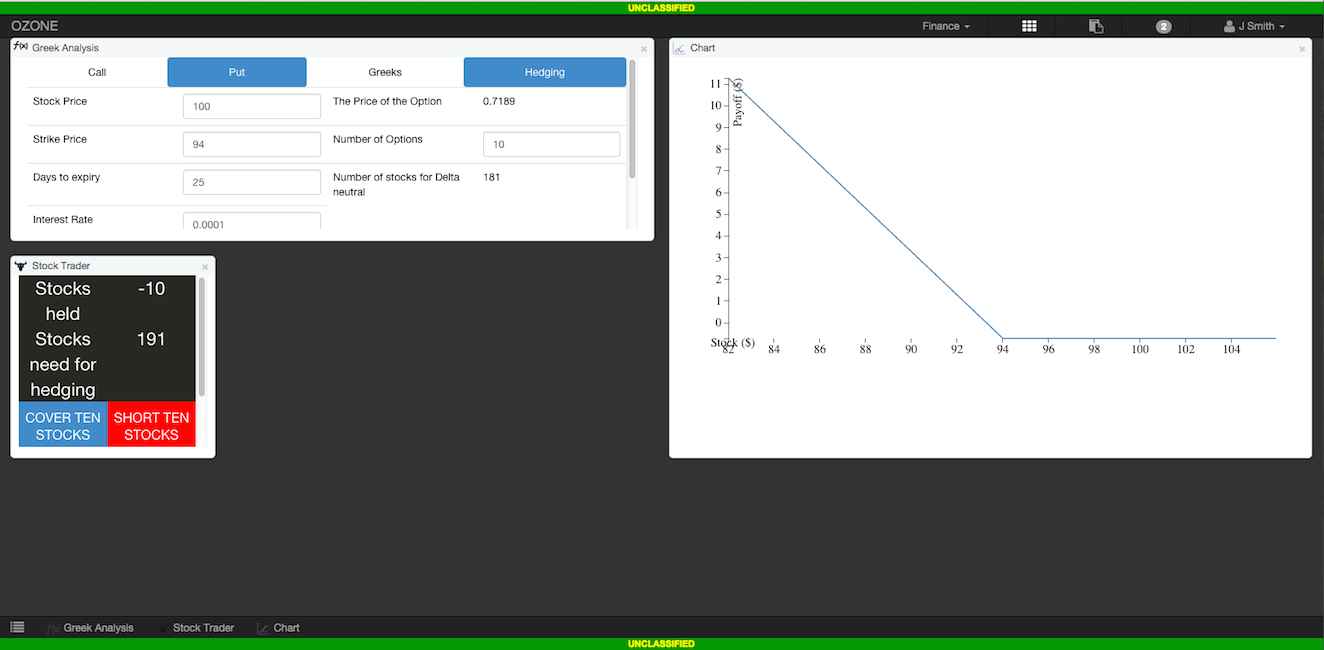 UNCLASSIFIED
OZONE
Finance
2
J Smith
f(x) Greek Analysis
Call Put Greeks Hedging
Stock Price 100 The Price of the Option 0.7189
Strike Price 94 Number of Options 10
Days to expiry 25 Number of stocks for Delta 181
neutral
Interest Rate 0.0001
Stock Trader
Stocks -10
held
Stocks 191
need for
hedging
COVER TEN
STOCKS
SHORT TEN
STOCKS
Chart
Payoff ($)
11
10
9
8
7
6
5
4
3
2
1
0
Stock ($)
82 84 86 88 90 92 94 96 98 100 102 104
f(x) Greek Analysis Stock Trader Chart
UNCLASSIFIED